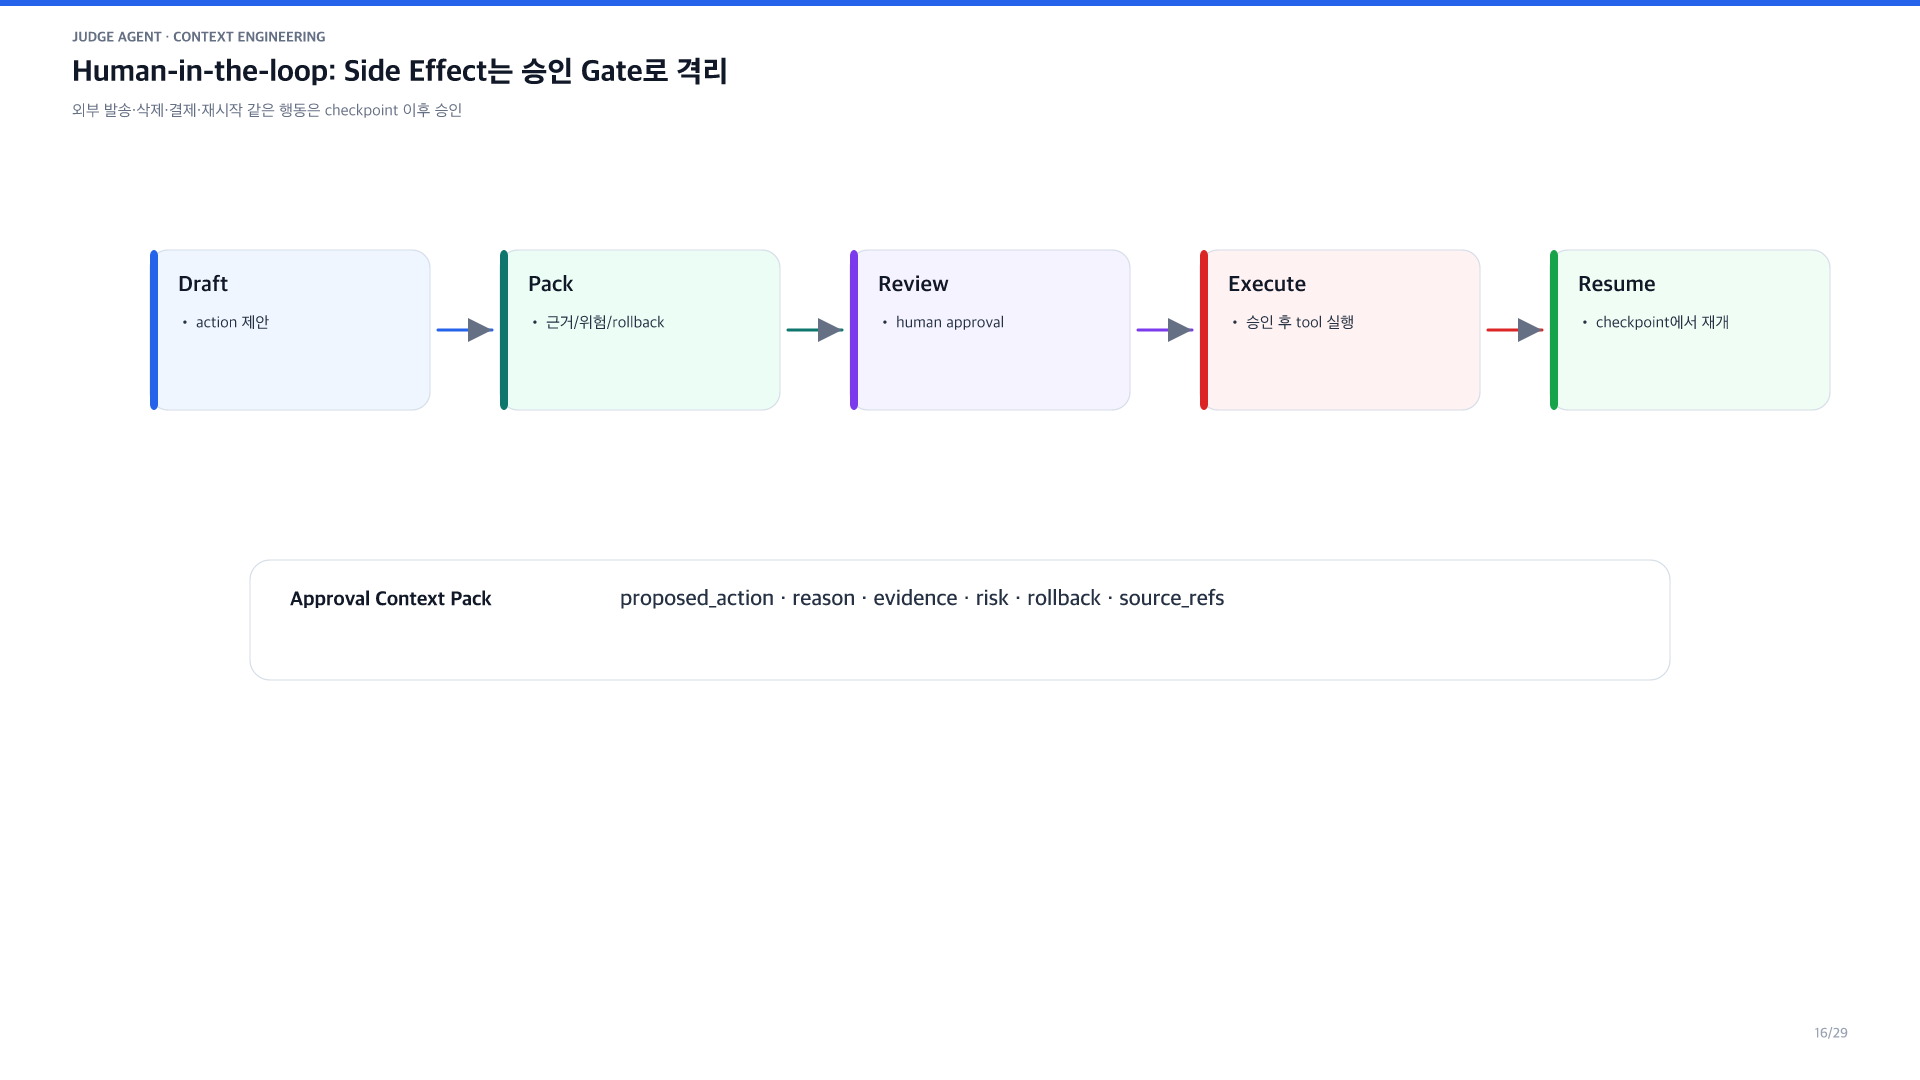 JUDGE AGENT · CONTEXT ENGINEERING
Human-in-the-loop: Side Effect는 승인 Gate로 격리
외부 발송·삭제·결제·재시작 같은 행동은 checkpoint 이후 승인
Draft
• action 제안
Pack
• 근거/위험/rollback
Review
• human approval
Execute
• 승인 후 tool 실행
Resume
• checkpoint에서 재개
Approval Context Pack
proposed_action · reason · evidence · risk · rollback · source_refs
16/29